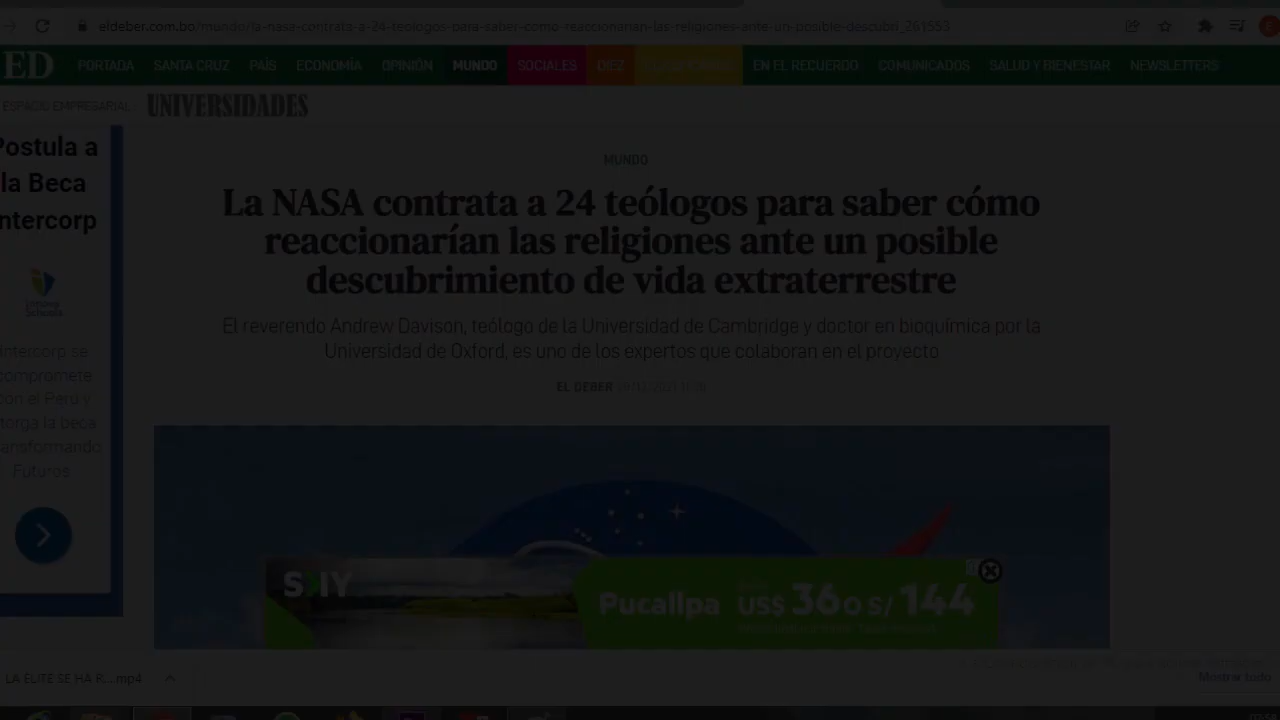 eldeber.com.bo/mundo/la-nasa-contrata-a-24-teologos-para-saber-como-reaccionarian-las-religiones-ante-un-posible-descubri_261553
ED PORTADA SANTA CRUZ PAÍS ECONOMÍA OPINIÓN MUNDO SOCIALES DIEZ EN EL RECUERDO COMUNICADOS SALUD Y BIENESTAR NEWSLETTERS
ESPACIO EMPRESARIAL UNIVERSIDADES
Postula a
la Beca
Intercorp
Intercorp se
compromete
con el Perú y
otorga la beca
Transformando
Futuros
MUNDO
La NASA contrata a 24 teólogos para saber cómo
reaccionarían las religiones ante un posible
descubrimiento de vida extraterrestre
El reverendo Andrew Davison, teólogo de la Universidad de Cambridge y doctor en bioquímica por la
Universidad de Oxford, es uno de los expertos que colaboran en el proyecto
EL DEBER
SKY
Pucallpa US$ 36 O S/ 144
LA ELITE SE HA R....mp4
Mostrar todo